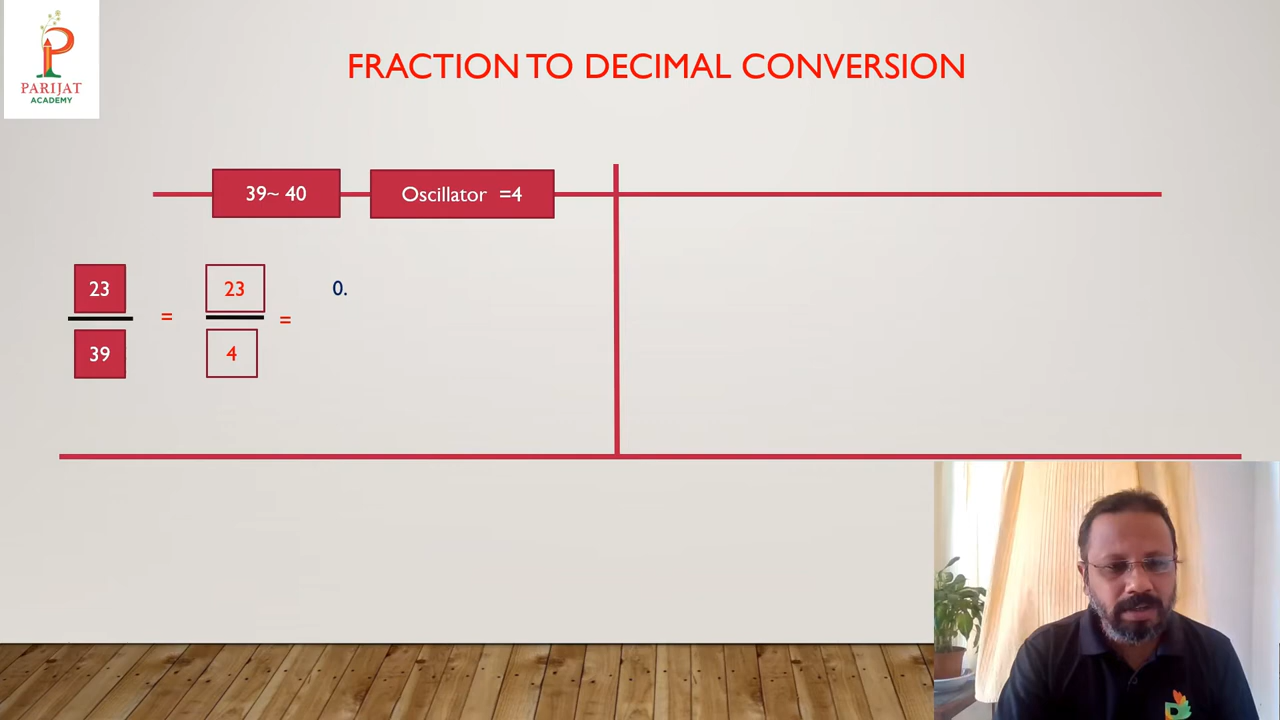 PARIJAT
ACADEMY
FRACTION TO DECIMAL CONVERSION
39~ 40
Oscillator =4
23
39
=
23
4
=
0.